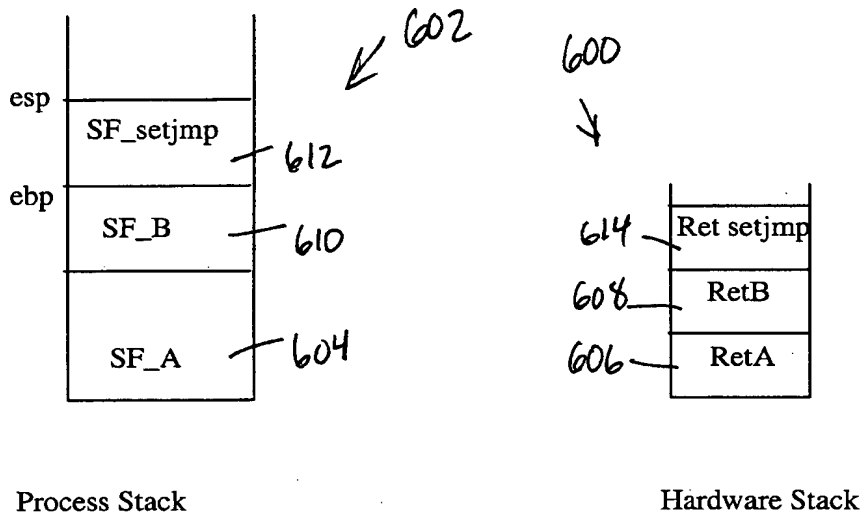 602
600
esp
SF_setjmp
612
ebp
SF_B
610
SF_A
604
614
Ret setjmp
608
RetB
606
RetA
Process Stack
Hardware Stack